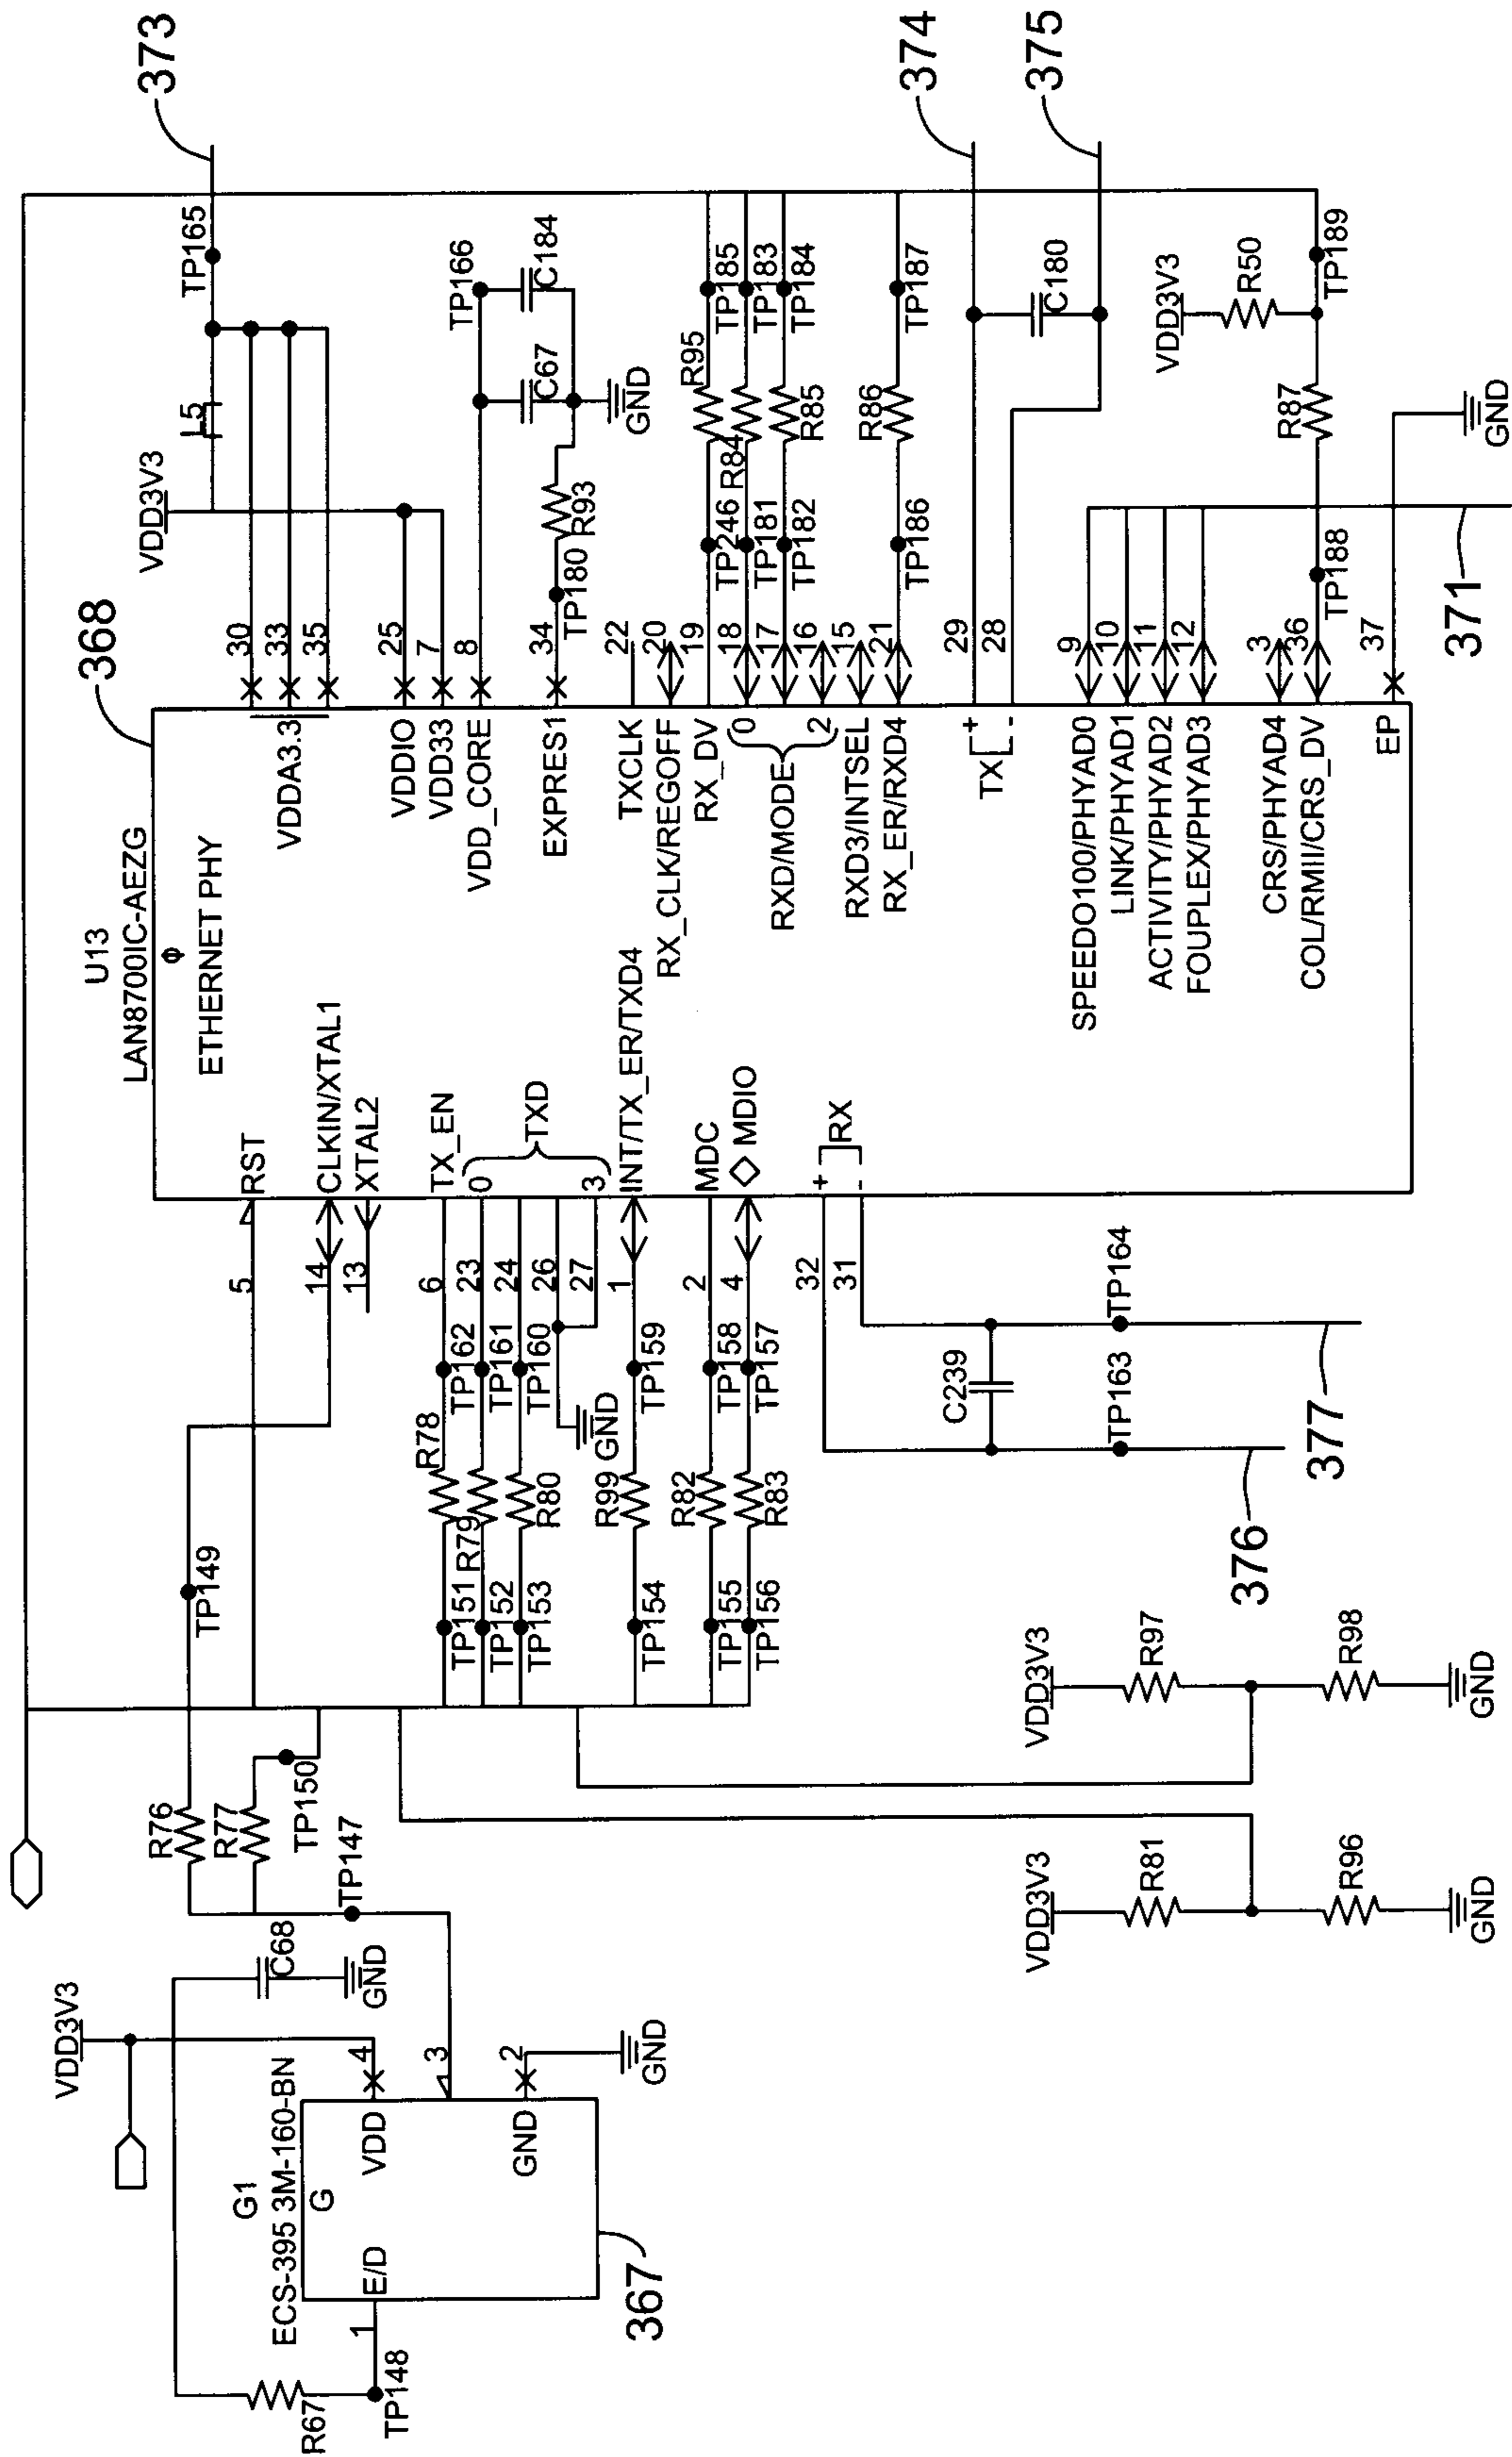 U13
LAN8700IC-AEZG
ɸ
ETHERNET PHY
368
VDD3V3
G1
ECS-395 3M-160-BN
G
VDD
4
3
GND
2
GND
E/D
1
TP148
R67
367
C68
GND
TP147
R76
R77
TP150
TP149
5
RST
14
CLKIN/XTAL1
13
XTAL2
TP151
R78
TP162
6
TX_EN
TP152
R79
TP161
23
0
TP153
R80
TP160
24
TXD
26
27
3
GND
TP154
R99
TP159
1
INT/TX_ER/TXD4
TP155
R82
TP158
2
MDC
TP156
R83
TP157
4
MDIO
32
+
RX
31
-
C239
TP163
TP164
376
377
VDD3V3
R81
R96
GND
VDD3V3
R97
R98
GND
VDDA3.3
30
33
35
VDD3V3
L5
TP165
373
VDDIO
25
VDD33
7
VDD_CORE
8
TP166
C67
C184
GND
EXPRES1
34
TP180
R93
TXCLK
22
RX_CLK/REGOFF
20
RX_DV
19
TP246
R95
TP185
RXD/MODE
0
18
TP181
R84
TP183
17
TP182
R85
TP184
2
16
RXD3/INTSEL
15
RX_ER/RXD4
21
TP186
R86
TP187
TX
+
29
374
-
28
C180
375
SPEEDO100/PHYAD0
9
LINK/PHYAD1
10
ACTIVITY/PHYAD2
11
FOUPLEX/PHYAD3
12
CRS/PHYAD4
3
COL/RMII/CRS_DV
36
TP188
R87
TP189
VDD3V3
R50
EP
37
GND
371